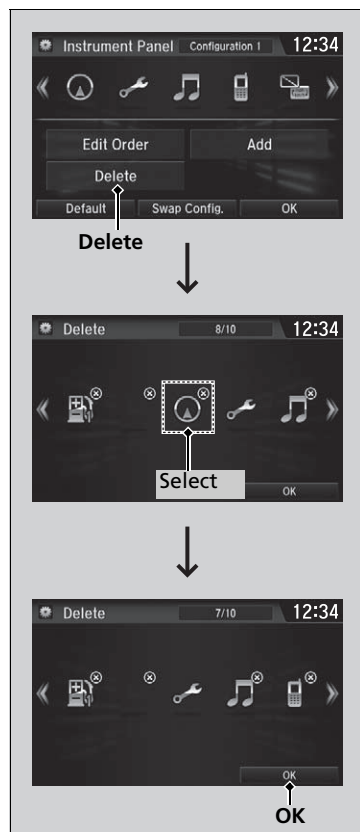 Instrument Panel Configuration 1 12:34
Edit Order Add
Delete
Default Swap Config. OK
Delete
Delete 8/10 12:34
Select
OK
Delete 7/10 12:34
OK
OK